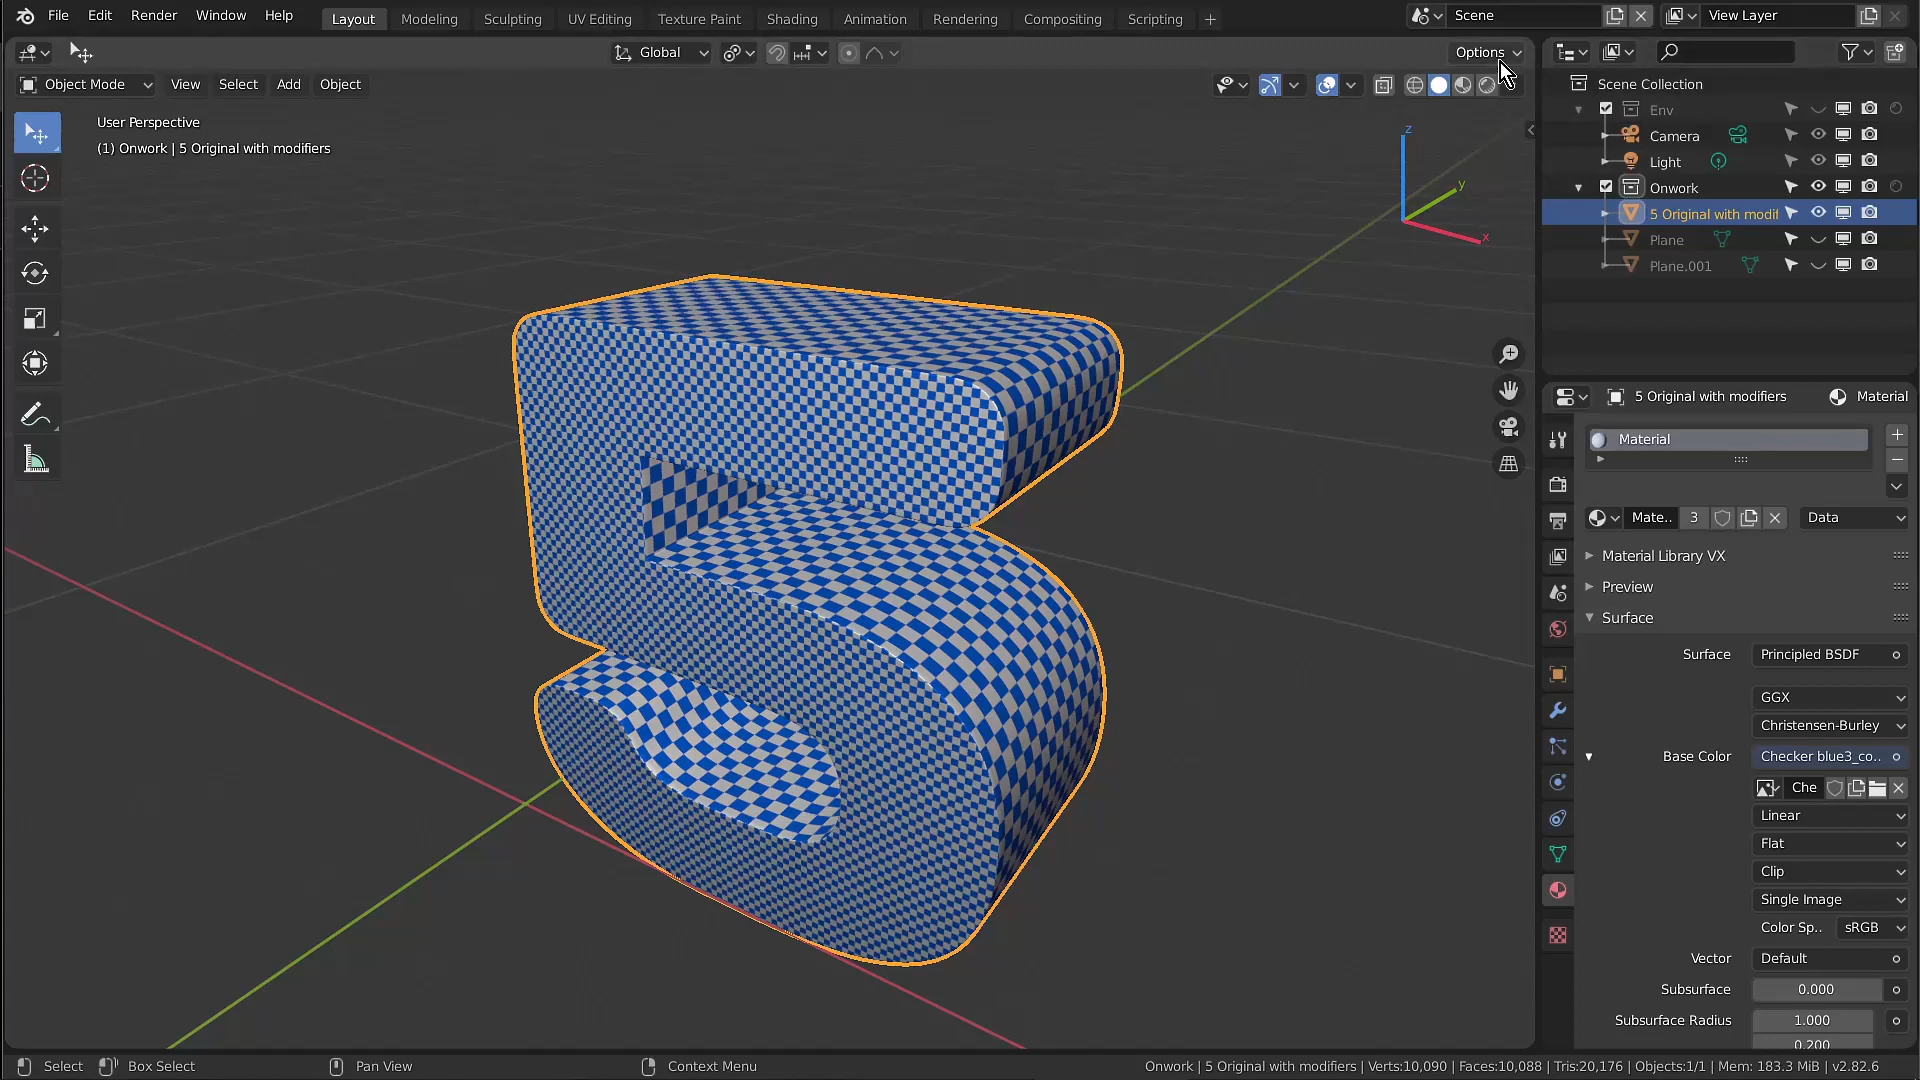 File Edit Render Window Help
Layout Modeling Sculpting UV Editing Texture Paint Shading Animation Rendering Compositing Scripting +
Scene
View Layer
Global
Options
Object Mode View Select Add Object
User Perspective
(1) Onwork | 5 Original with modifiers
z
y
x
Scene Collection
Env
Camera
Light
Onwork
5 Original with modif
Plane
Plane.001
5 Original with modifiers Material
Material
Mate.. 3 Data
Material Library VX
Preview
Surface
Surface Principled BSDF
GGX
Christensen-Burley
Base Color Checker blue3_co..
Che
Linear
Flat
Clip
Single Image
Color Sp.. sRGB
Vector Default
Subsurface 0.000
Subsurface Radius 1.000
0.200
Select Box Select Pan View Context Menu
Onwork | 5 Original with modifiers | Verts:10,090 | Faces:10,088 | Tris:20,176 | Objects:1/1 | Mem: 183.3 MiB | v2.82.6